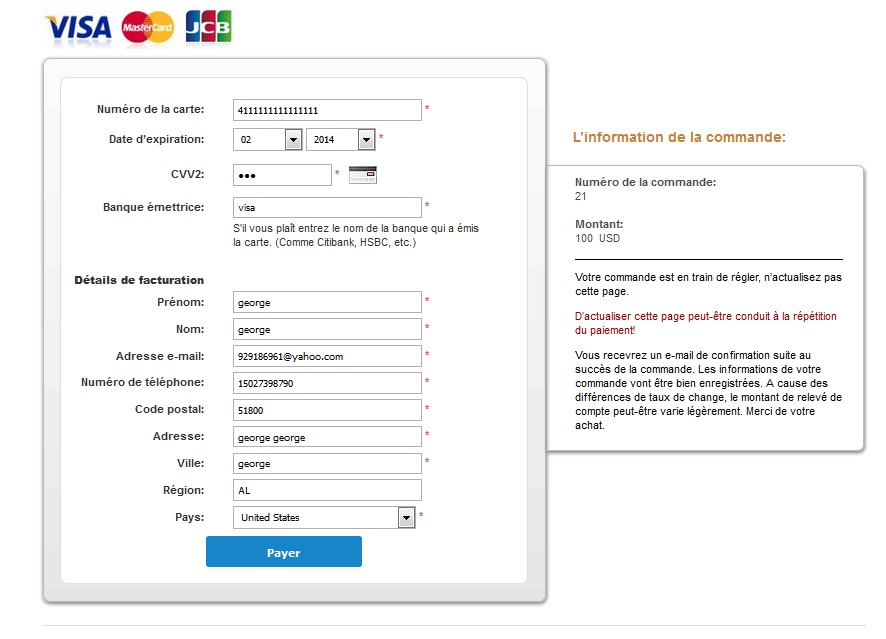 VISA MasterCard JCB
Numéro de la carte: 4111111111111111 *
Date d'expiration: 02 2014 *
CVV2: ●●● *
Banque émettrice: visa *
S'il vous plaît entrez le nom de la banque qui a émis
la carte. (Comme Citibank, HSBC, etc.)
Détails de facturation
Prénom: george *
Nom: george *
Adresse e-mail: 929186961@yahoo.com *
Numéro de téléphone: 15027398790 *
Code postal: 51800 *
Adresse: george george *
Ville: george *
Région: AL
Pays: United States *
Payer
L'information de la commande:
Numéro de la commande:
21
Montant:
100 USD
Votre commande est en train de régler, n'actualisez pas
cette page.
D'actualiser cette page peut-être conduit à la répétition
du paiement!
Vous recevrez un e-mail de confirmation suite au
succès de la commande. Les informations de votre
commande vont être bien enregistrées. A cause des
différences de taux de change, le montant de relevé de
compte peut-être varie légèrement. Merci de votre
achat.